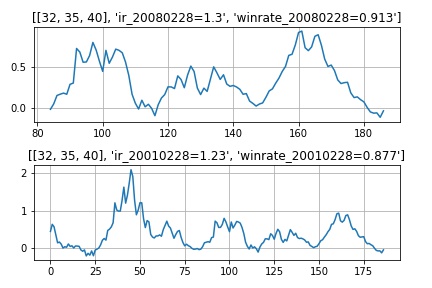 [[32, 35, 40], 'ir_20080228=1.3', 'winrate_20080228=0.913']
0.5
0.0
80 100 120 140 160 180
[[32, 35, 40], 'ir_20010228=1.23', 'winrate_20010228=0.877']
2
1
0
0 25 50 75 100 125 150 175